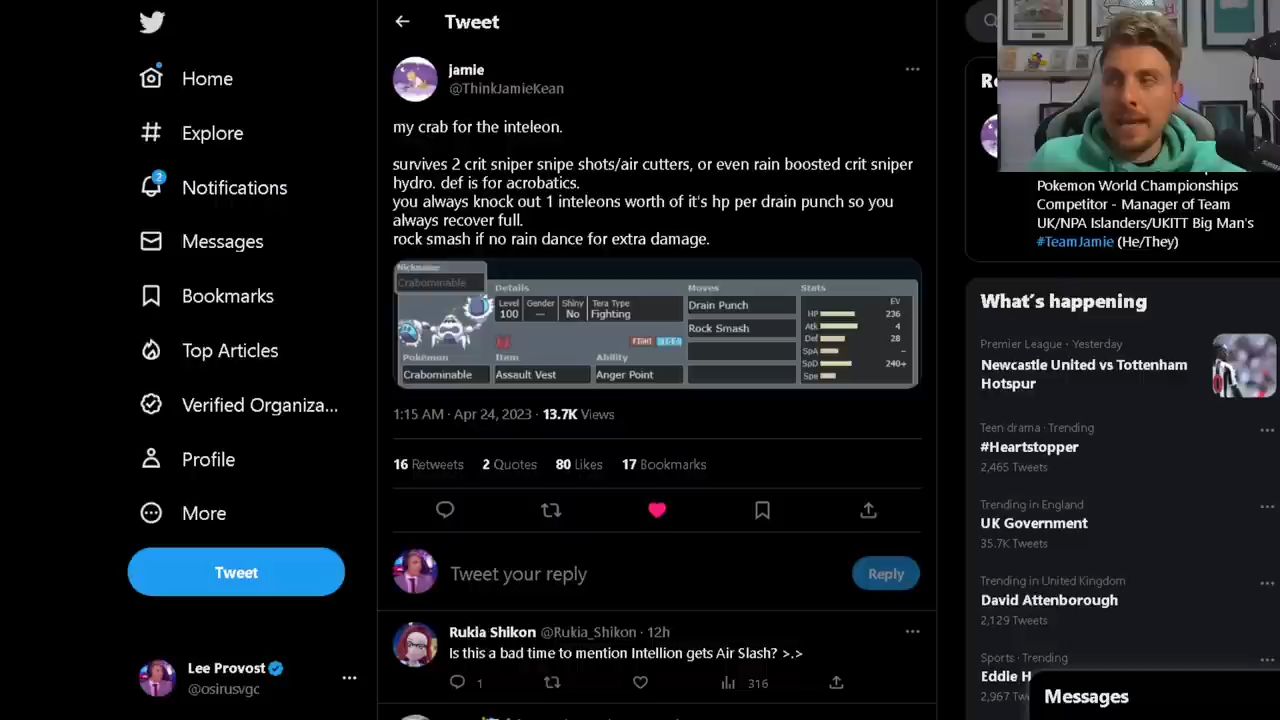 Home
Explore
2
Notifications
Messages
Bookmarks
Top Articles
Verified Organiza...
Profile
More
Tweet
Lee Provost
@osirusvgc
Tweet
jamie
@ThinkJamieKean
my crab for the inteleon.
survives 2 crit sniper snipe shots/air cutters, or even rain boosted crit sniper
hydro. def is for acrobatics.
you always knock out 1 inteleons worth of it's hp per drain punch so you
always recover full.
rock smash if no rain dance for extra damage.
Nickname
Crabominable
Pokémon
Crabominable
Details
Level Gender Shiny Tera Type
100 — No Fighting
FIGHT
Item Ability
Assault Vest Anger Point
Moves
Drain Punch
Rock Smash
Stats
EV
HP 236
Atk 4
Def 28
SpA –
SpD 240+
Spe
1:15 AM · Apr 24, 2023 · 13.7K Views
16 Retweets 2 Quotes 80 Likes 17 Bookmarks
Tweet your reply
Reply
Rukia Shikon @Rukia_Shikon · 12h
Is this a bad time to mention Intellion gets Air Slash? >.>
1 316
Pokemon World Championships
Competitor - Manager of Team
UK/NPA Islanders/UKITT Big Man's
#TeamJamie (He/They)
What's happening
Premier League · Yesterday
Newcastle United vs Tottenham
Hotspur
Teen drama · Trending
#Heartstopper
2,465 Tweets
Trending in England
UK Government
35.7K Tweets
Trending in United Kingdom
David Attenborough
2,129 Tweets
Sports · Trending
Eddie H
2,967 Tw
Messages